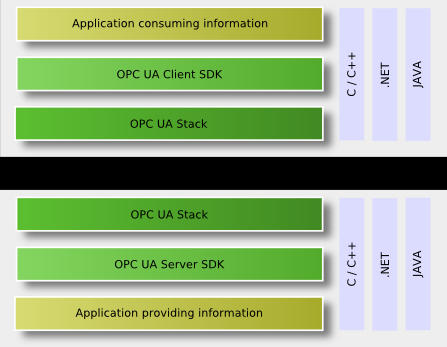 Application consuming information
OPC UA Client SDK
OPC UA Stack
C / C++
.NET
JAVA
OPC UA Stack
OPC UA Server SDK
Application providing information
C / C++
.NET
JAVA